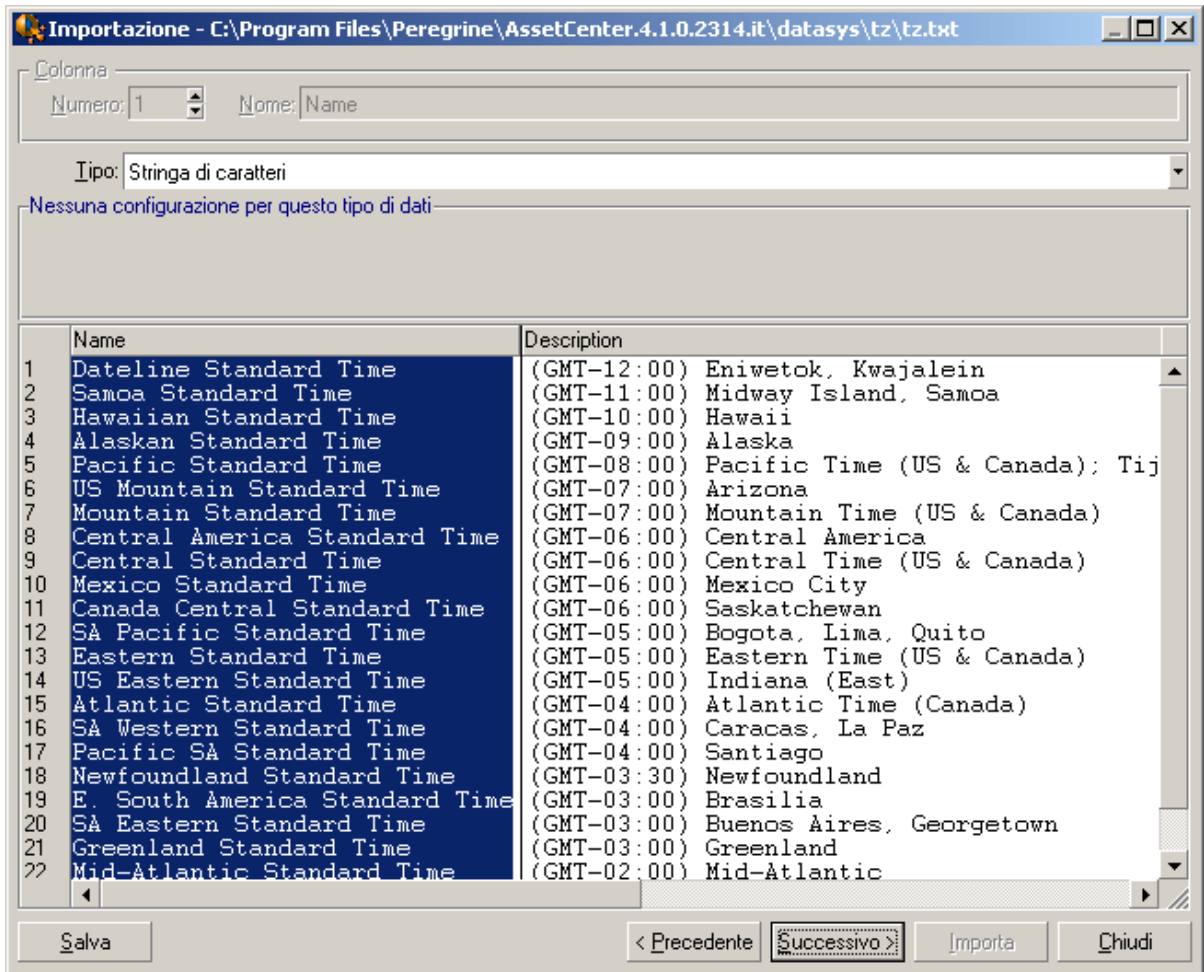 Importazione - C:\Program Files\Peregrine\AssetCenter.4.1.0.2314.it\datasys\tz\tz.txt
Colonna
Numero: 1 Nome: Name
Tipo: Stringa di caratteri
Nessuna configurazione per questo tipo di dati
Name Description
1 Dateline Standard Time (GMT-12:00) Eniwetok, Kwajalein
2 Samoa Standard Time (GMT-11:00) Midway Island, Samoa
3 Hawaiian Standard Time (GMT-10:00) Hawaii
4 Alaskan Standard Time (GMT-09:00) Alaska
5 Pacific Standard Time (GMT-08:00) Pacific Time (US & Canada); Tij
6 US Mountain Standard Time (GMT-07:00) Arizona
7 Mountain Standard Time (GMT-07:00) Mountain Time (US & Canada)
8 Central America Standard Time (GMT-06:00) Central America
9 Central Standard Time (GMT-06:00) Central Time (US & Canada)
10 Mexico Standard Time (GMT-06:00) Mexico City
11 Canada Central Standard Time (GMT-06:00) Saskatchewan
12 SA Pacific Standard Time (GMT-05:00) Bogota, Lima, Quito
13 Eastern Standard Time (GMT-05:00) Eastern Time (US & Canada)
14 US Eastern Standard Time (GMT-05:00) Indiana (East)
15 Atlantic Standard Time (GMT-04:00) Atlantic Time (Canada)
16 SA Western Standard Time (GMT-04:00) Caracas, La Paz
17 Pacific SA Standard Time (GMT-04:00) Santiago
18 Newfoundland Standard Time (GMT-03:30) Newfoundland
19 E. South America Standard Time (GMT-03:00) Brasilia
20 SA Eastern Standard Time (GMT-03:00) Buenos Aires, Georgetown
21 Greenland Standard Time (GMT-03:00) Greenland
22 Mid-Atlantic Standard Time (GMT-02:00) Mid-Atlantic
Salva < Precedente Successivo > Importa Chiudi